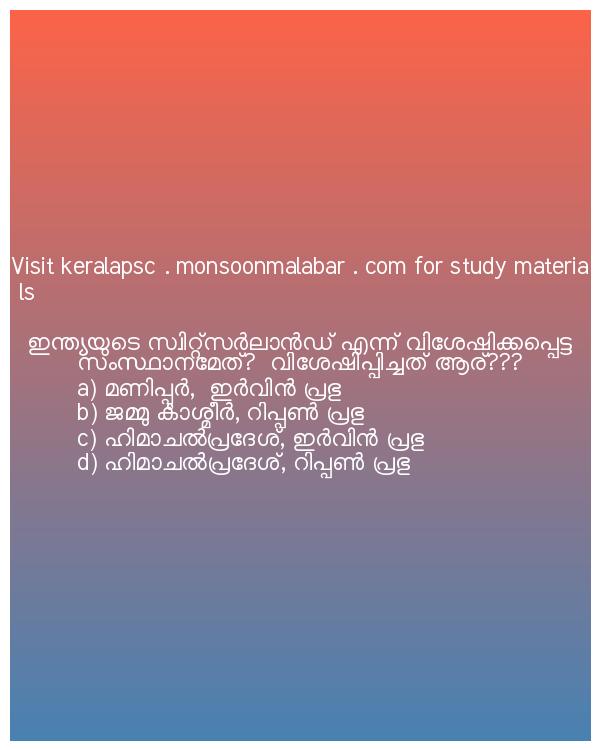 Visit keralapsc . monsoonmalabar . com for study materia
ls
ഇന്ത്യയുടെ സ്വിറ്റ്സർലാൻഡ് എന്ന് വിശേഷിക്കപ്പെട്ട
സംസ്ഥാനമേത്? വിശേഷിപ്പിച്ചത് ആര്???
a) മണിപ്പൂർ, ഇർവിൻ പ്രഭു
b) ജമ്മു കാശ്മീർ, റിപ്പൺ പ്രഭു
c) ഹിമാചൽപ്രദേശ്, ഇർവിൻ പ്രഭു
d) ഹിമാചൽപ്രദേശ്, റിപ്പൺ പ്രഭു